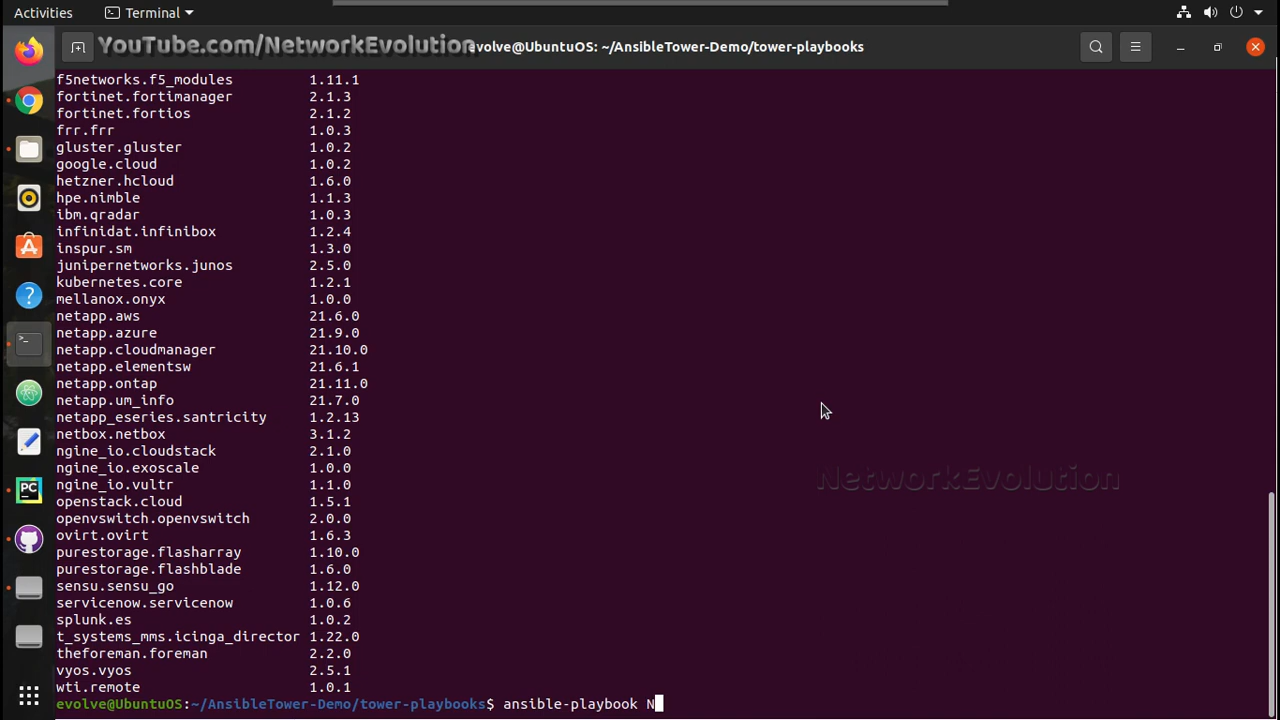 Activities
Terminal
YouTube.com/NetworkEvolution
evolve@UbuntuOS: ~/AnsibleTower-Demo/tower-playbooks
f5networks.f5_modules 1.11.1
fortinet.fortimanager 2.1.3
fortinet.fortios 2.1.2
frr.frr 1.0.3
gluster.gluster 1.0.2
google.cloud 1.0.2
hetzner.hcloud 1.6.0
hpe.nimble 1.1.3
ibm.qradar 1.0.3
infinidat.infinibox 1.2.4
inspur.sm 1.3.0
junipernetworks.junos 2.5.0
kubernetes.core 1.2.1
mellanox.onyx 1.0.0
netapp.aws 21.6.0
netapp.azure 21.9.0
netapp.cloudmanager 21.10.0
netapp.elementsw 21.6.1
netapp.ontap 21.11.0
netapp.um_info 21.7.0
netapp_eseries.santricity 1.2.13
netbox.netbox 3.1.2
ngine_io.cloudstack 2.1.0
ngine_io.exoscale 1.0.0
NetworkEvolution
ngine_io.vultr 1.1.0
openstack.cloud 1.5.1
openvswitch.openvswitch 2.0.0
ovirt.ovirt 1.6.3
purestorage.flasharray 1.10.0
purestorage.flashblade 1.6.0
sensu.sensu_go 1.12.0
servicenow.servicenow 1.0.6
splunk.es 1.0.2
t_systems_mms.icinga_director 1.22.0
theforeman.foreman 2.2.0
vyos.vyos 2.5.1
wti.remote 1.0.1
evolve@UbuntuOS:~/AnsibleTower-Demo/tower-playbooks$ ansible-playbook N